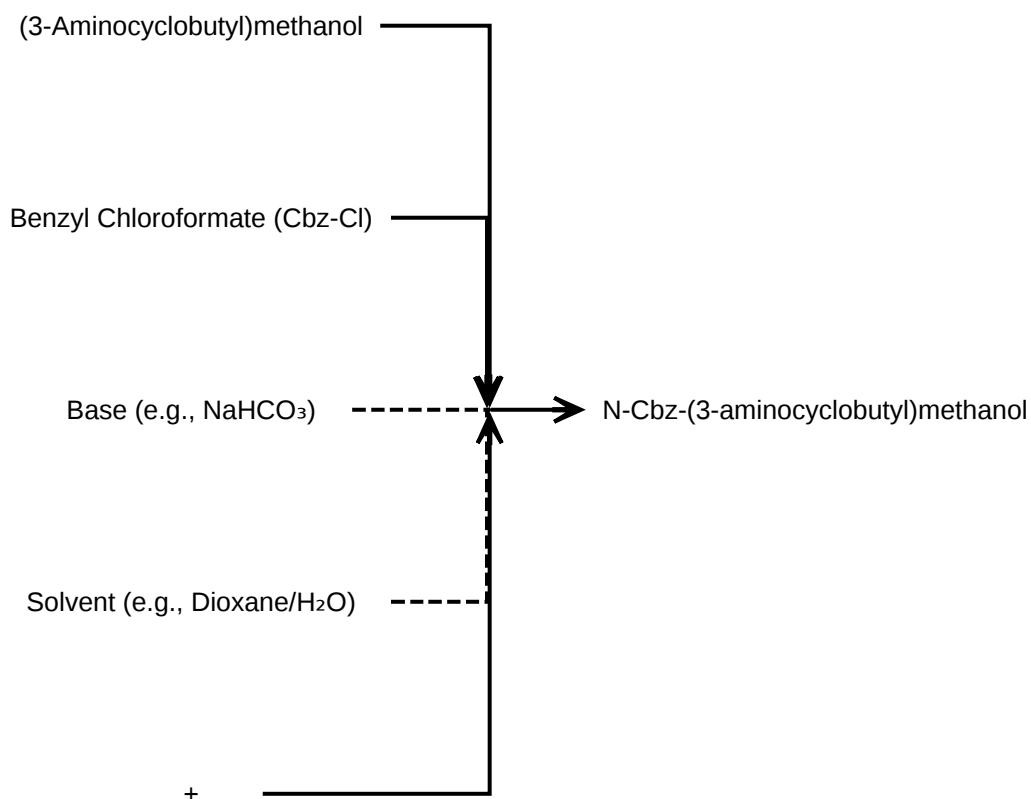 (3-Aminocyclobutyl)methanol
Benzyl Chloroformate (Cbz-Cl)
Base (e.g., NaHCO₃)
N-Cbz-(3-aminocyclobutyl)methanol
Solvent (e.g., Dioxane/H₂O)
+